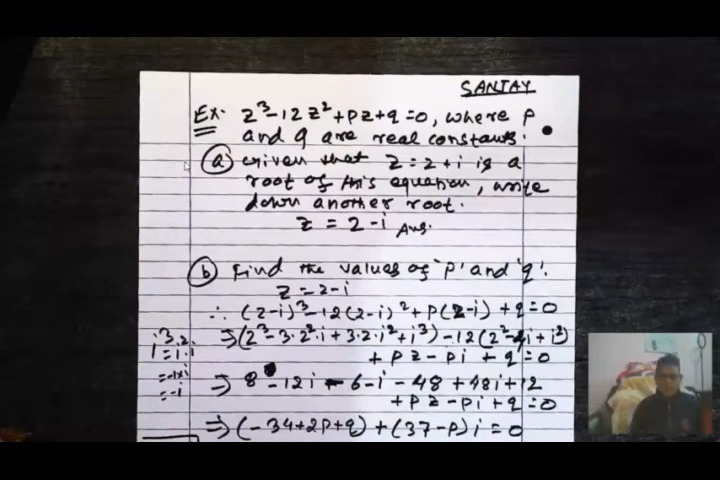 SANJAY
Ex. z³-12z²+pz+q=0, where p
and q are real constants.
(a) Given that z=2+i is a
root of this equation, write
down another root.
z = 2-i Ans.
(b) Find the values of 'p' and 'q'.
z=2-i
∴ (2-i)³-12(2-i)²+p(2-i)+q=0
⇒(2³-3·2²·i+3·2·i²+i³)-12(2²-4i+i²)
+p2-pi+q=0
i³=i²·i
=-1×i
=-i
⇒ 8-12i-6-i-48+48i+12
+p2-pi+q=0
⇒(-34+2p+q)+(37-p)i=0